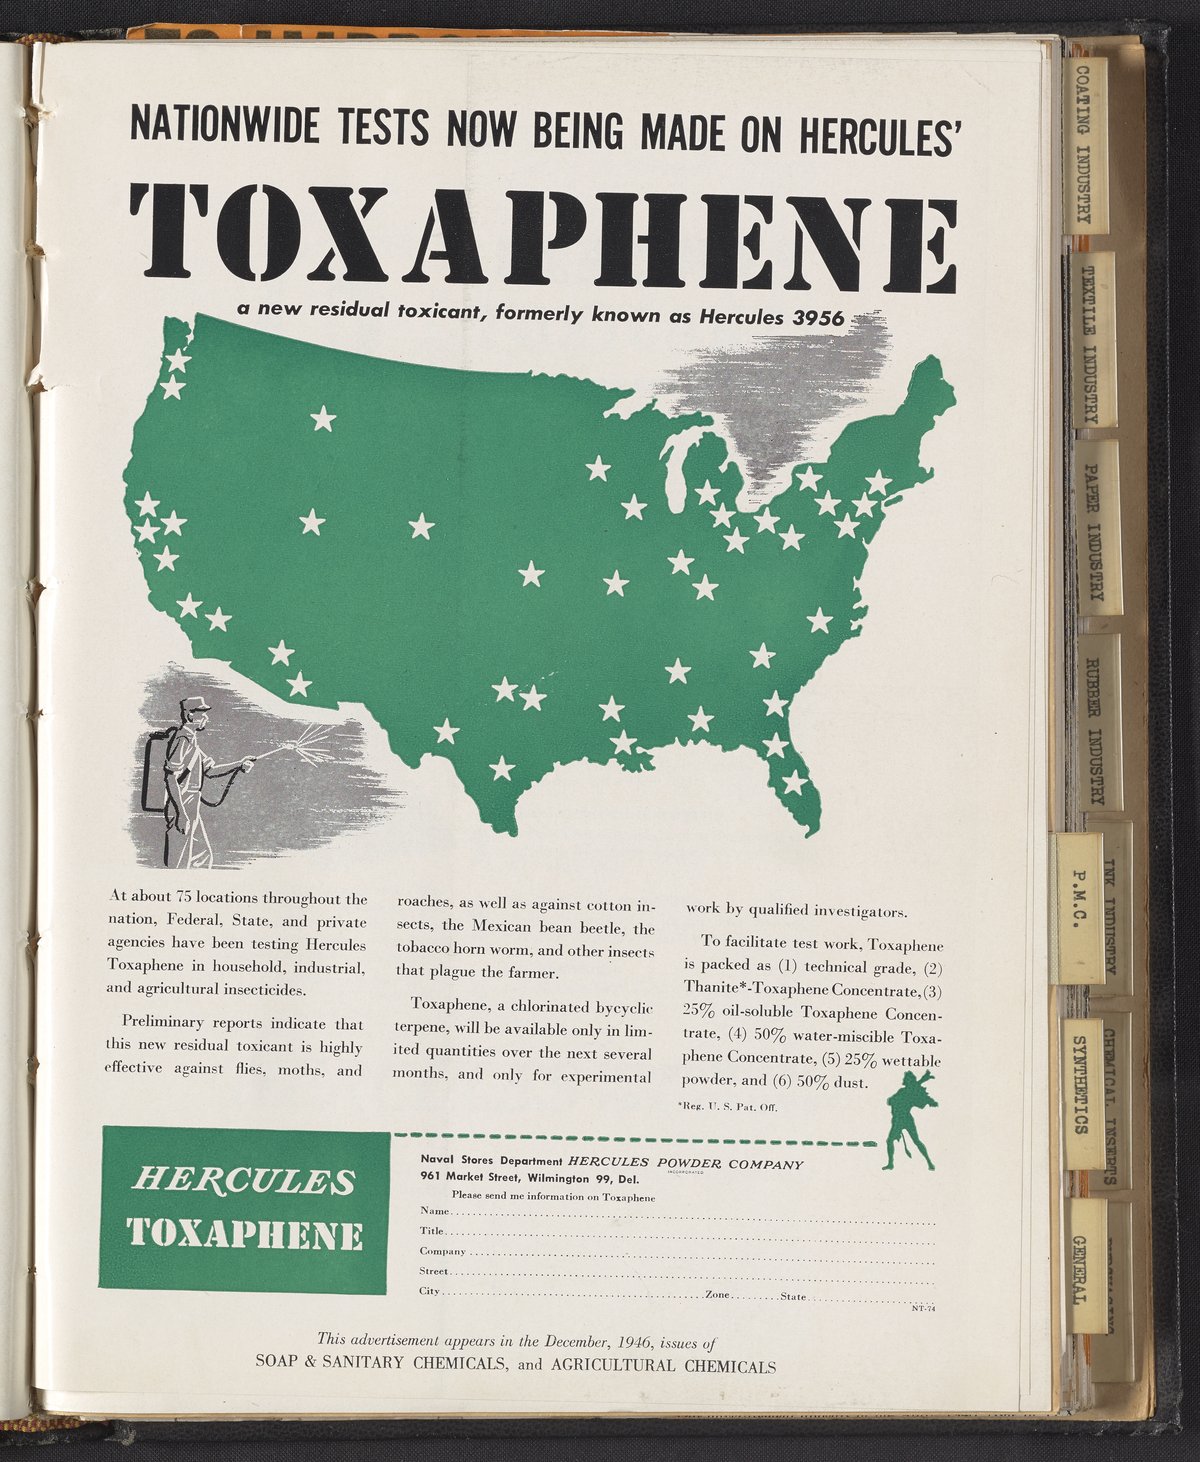 NATIONWIDE TESTS NOW BEING MADE ON HERCULES'
TOXAPHENE
a new residual toxicant, formerly known as Hercules 3956
At about 75 locations throughout the
nation, Federal, State, and private
agencies have been testing Hercules
Toxaphene in household, industrial,
and agricultural insecticides.
Preliminary reports indicate that
this new residual toxicant is highly
effective against flies, moths, and
roaches, as well as against cotton in-
sects, the Mexican bean beetle, the
tobacco horn worm, and other insects
that plague the farmer.
Toxaphene, a chlorinated bycyclic
terpene, will be available only in lim-
ited quantities over the next several
months, and only for experimental
work by qualified investigators.
To facilitate test work, Toxaphene
is packed as (1) technical grade, (2)
Thanite*-Toxaphene Concentrate, (3)
25% oil-soluble Toxaphene Concen-
trate, (4) 50% water-miscible Toxa-
phene Concentrate, (5) 25% wettable
powder, and (6) 50% dust.
*Reg. U. S. Pat. Off.
HERCULES
TOXAPHENE
Naval Stores Department HERCULES POWDER COMPANY
INCORPORATED
961 Market Street, Wilmington 99, Del.
Please send me information on Toxaphene
Name
Title
Company
Street
City Zone State
NT-74
This advertisement appears in the December, 1946, issues of
SOAP & SANITARY CHEMICALS, and AGRICULTURAL CHEMICALS
COATING INDUSTRY
TEXTILE INDUSTRY
PAPER INDUSTRY
RUBBER INDUSTRY
INK INDUSTRY
P.M.C.
CHEMICAL INSERTS
SYNTHETICS
GENERAL